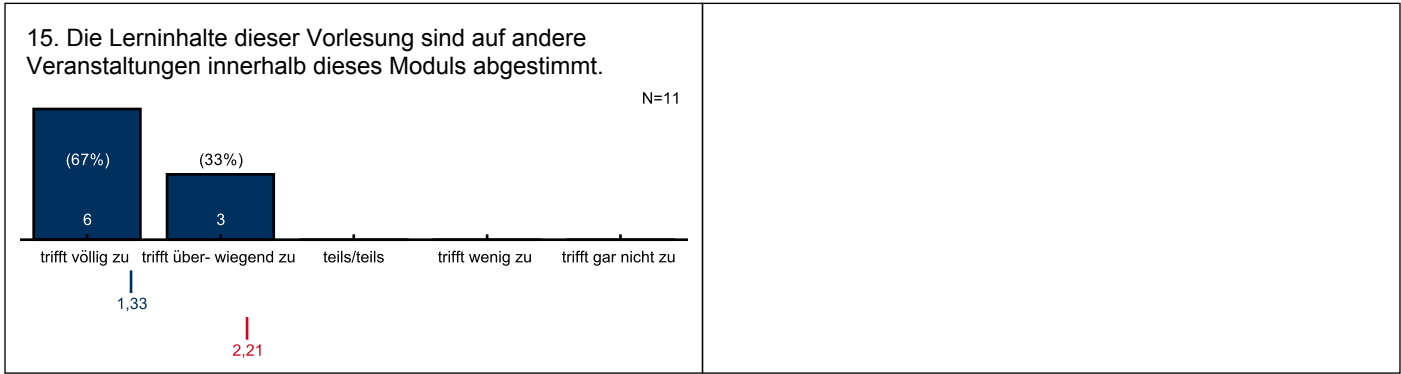 15. Die Lerninhalte dieser Vorlesung sind auf andere
Veranstaltungen innerhalb dieses Moduls abgestimmt.
N=11
(67%) (33%)
6 3
trifft völlig zu trifft über- wiegend zu teils/teils trifft wenig zu trifft gar nicht zu
1,33
2,21